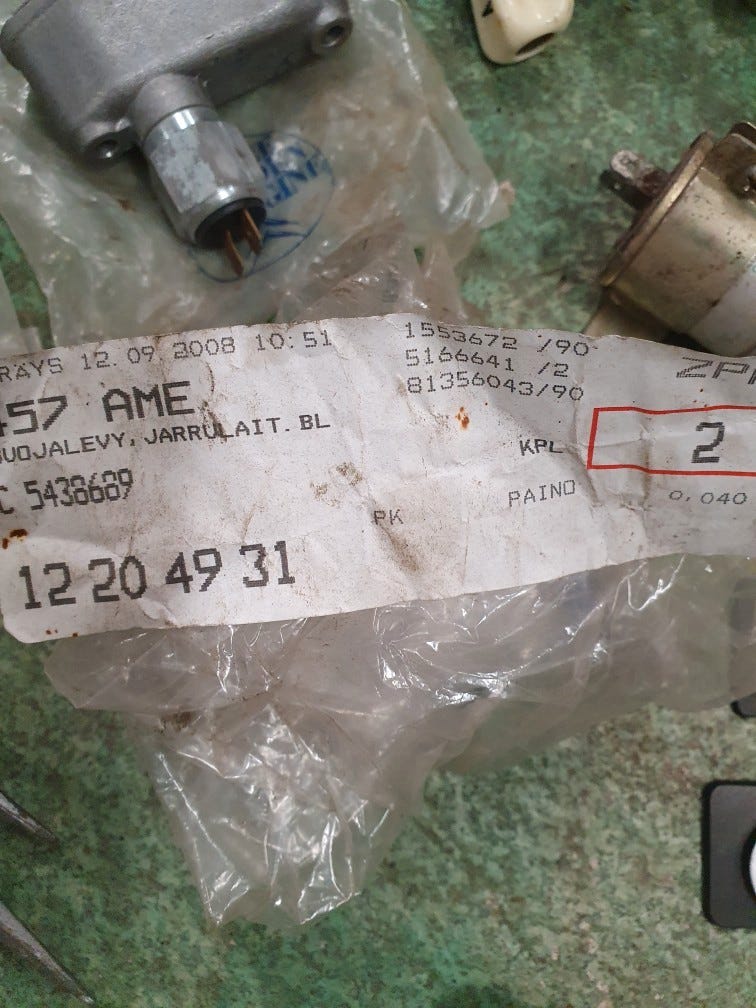 RAYS 12.09 2008 10:51
457 AME
UOJALEVY, JARRULAIT. BL
C 5438689
12 20 49 31
PK
1553672 /90
5166641 /2
81356043/90
KPL 2
PAINO 0,040